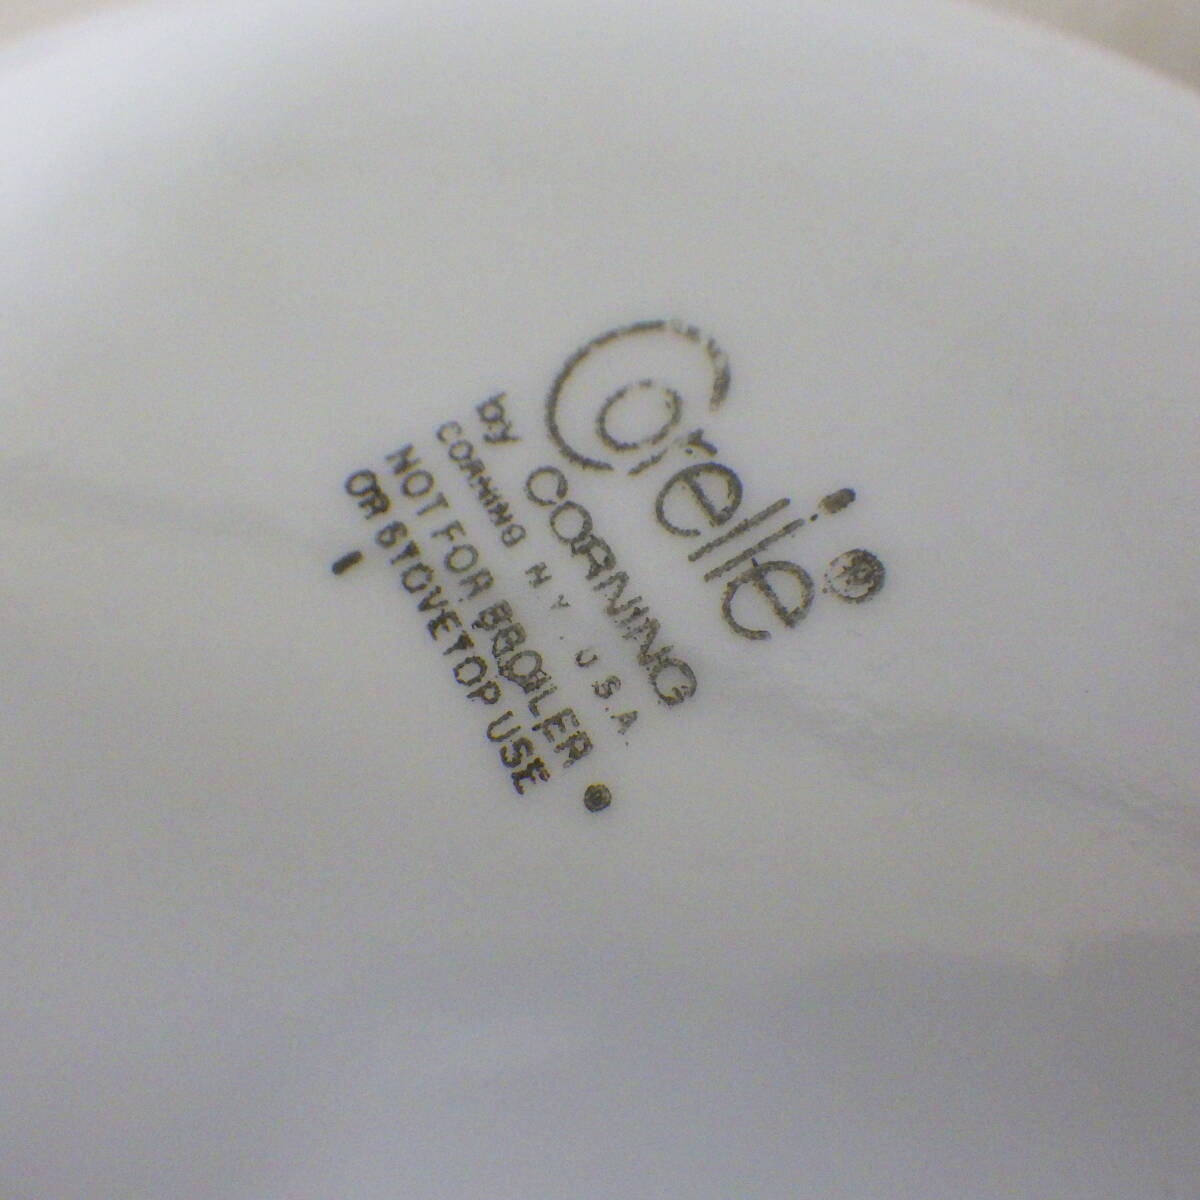 Corelle®
by CORNING
CORNING N.Y. U.S.A.
NOT FOR BROILER
OR STOVETOP USE